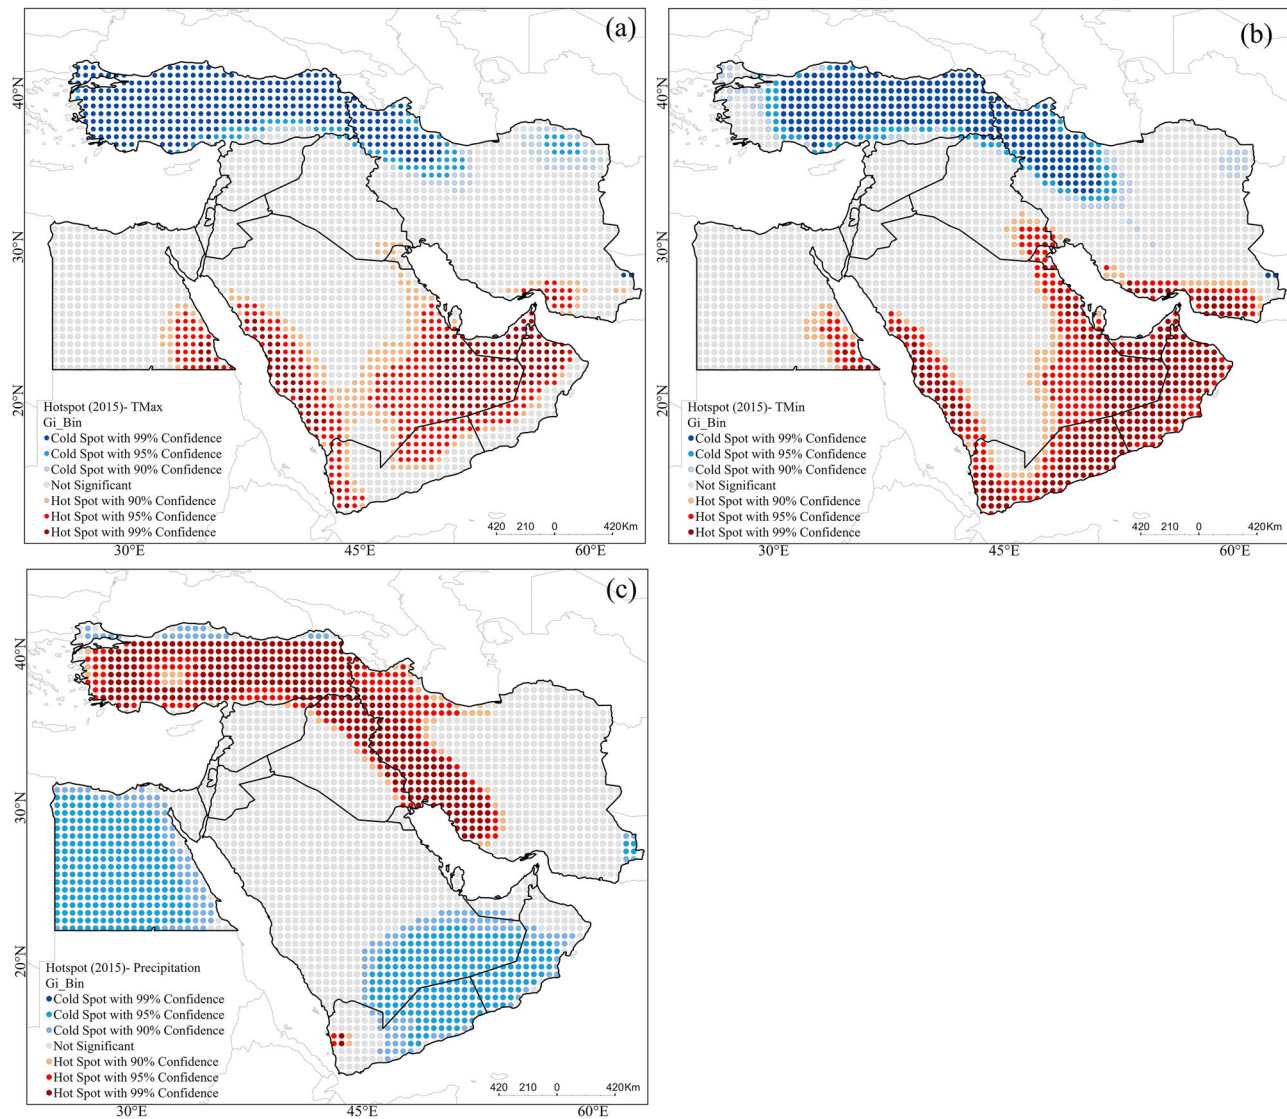 (a)
40°N
30°N
20°N
Hotspot (2015)- TMax
Gi_Bin
Cold Spot with 99% Confidence
Cold Spot with 95% Confidence
Cold Spot with 90% Confidence
Not Significant
Hot Spot with 90% Confidence
Hot Spot with 95% Confidence
Hot Spot with 99% Confidence
420 210 0 420Km
30°E 45°E 60°E
(b)
40°N
30°N
20°N
Hotspot (2015)- TMin
Gi_Bin
Cold Spot with 99% Confidence
Cold Spot with 95% Confidence
Cold Spot with 90% Confidence
Not Significant
Hot Spot with 90% Confidence
Hot Spot with 95% Confidence
Hot Spot with 99% Confidence
420 210 0 420Km
30°E 45°E 60°E
(c)
40°N
30°N
20°N
Hotspot (2015)- Precipitation
Gi_Bin
Cold Spot with 99% Confidence
Cold Spot with 95% Confidence
Cold Spot with 90% Confidence
Not Significant
Hot Spot with 90% Confidence
Hot Spot with 95% Confidence
Hot Spot with 99% Confidence
420 210 0 420Km
30°E 45°E 60°E